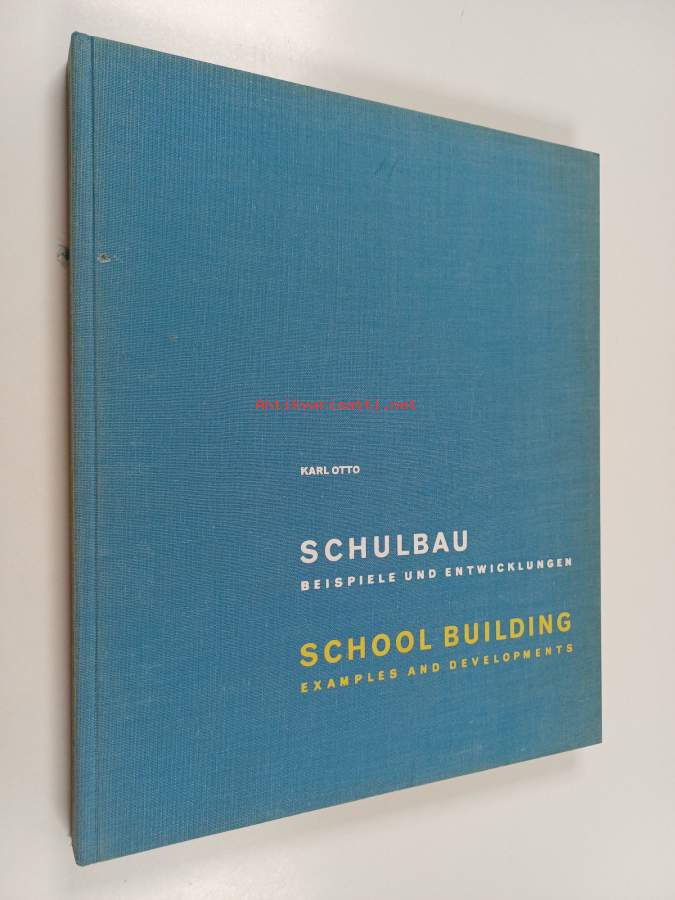 Antikvariaatti.net
KARL OTTO
SCHULBAU
BEISPIELE UND ENTWICKLUNGEN
SCHOOL BUILDING
EXAMPLES AND DEVELOPMENTS